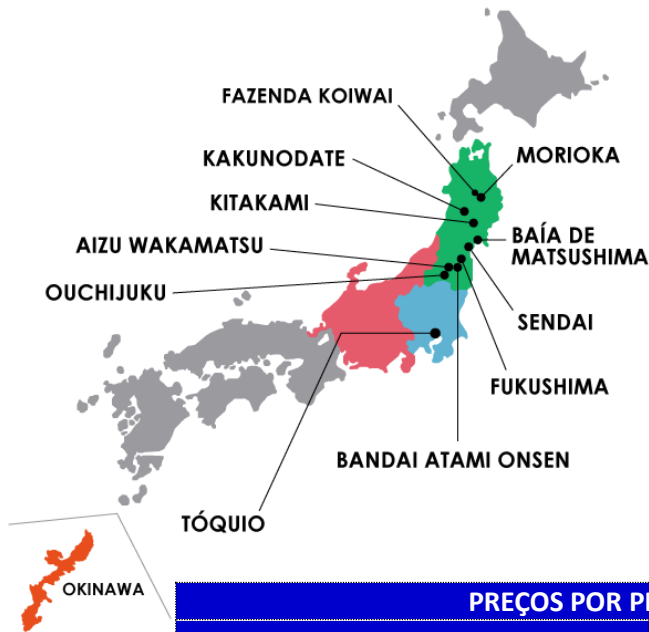 FAZENDA KOIWAI
KAKUNODATE
MORIOKA
KITAKAMI
BAÍA DE
MATSUSHIMA
AIZU WAKAMATSU
OUCHIJUKU
SENDAI
FUKUSHIMA
BANDAI ATAMI ONSEN
TÓQUIO
OKINAWA
PREÇOS POR